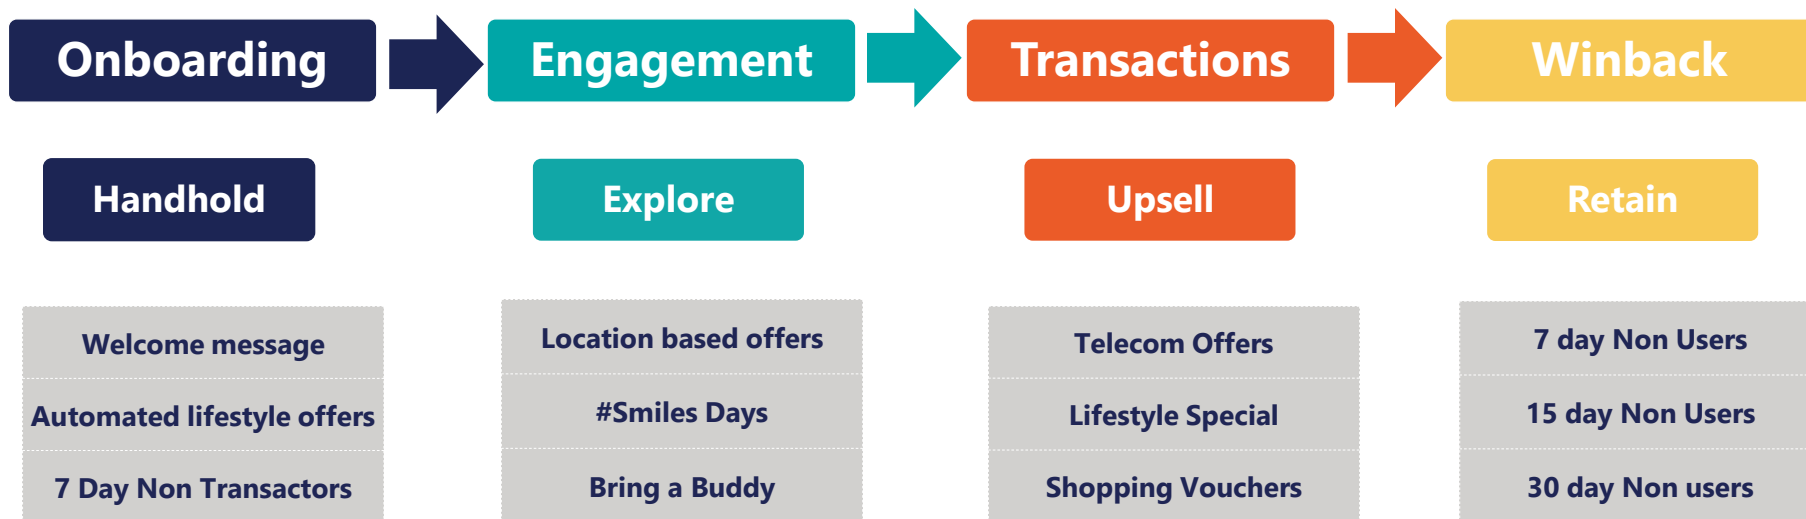 Onboarding
Engagement
Transactions
Winback
Handhold
Explore
Upsell
Retain
Welcome message
Automated lifestyle offers
7 Day Non Transactors
Location based offers
#Smiles Days
Bring a Buddy
Telecom Offers
Lifestyle Special
Shopping Vouchers
7 day Non Users
15 day Non Users
30 day Non users